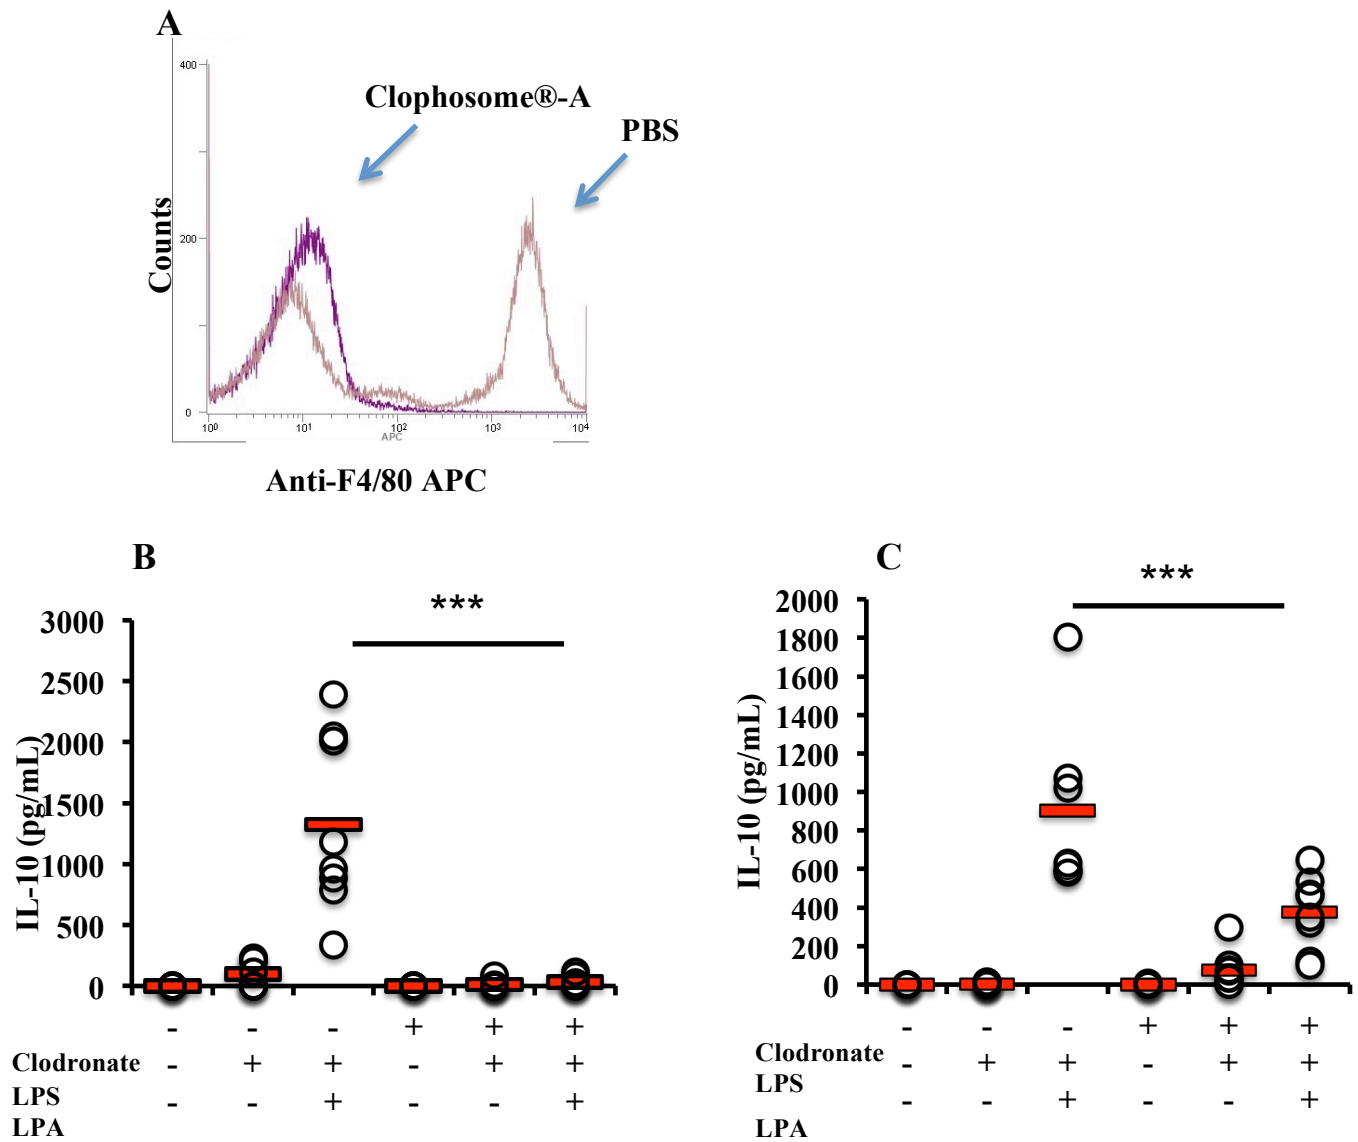 A
400
Clophosome®-A
PBS
Counts
200
0
10⁰ 10¹ 10² 10³ 10⁴
APC
Anti-F4/80 APC
B
***
3000
2500
2000
1500
1000
500
0
IL-10 (pg/mL)
- - - + + +
Clodronate - + + - + +
LPS - - + - - +
LPA
C
***
2000
1800
1600
1400
1200
1000
800
600
400
200
0
IL-10 (pg/mL)
- - - + + +
Clodronate - + + - + +
LPS - - + - - +
LPA